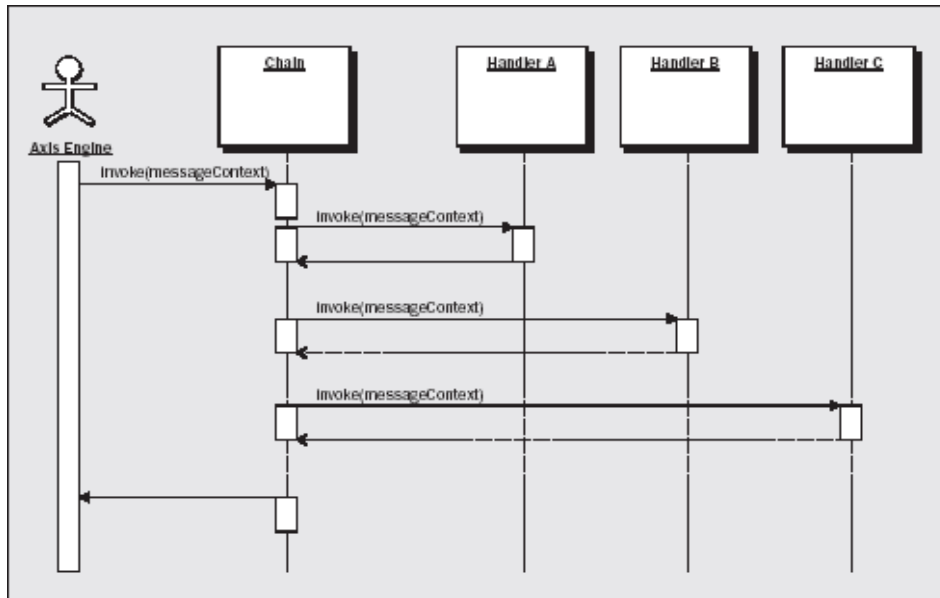 Chain
Handler A
Handler B
Handler C
Axis Engine
Invoke(messageContext)
Invoke(messageContext)
Invoke(messageContext)
Invoke(messageContext)